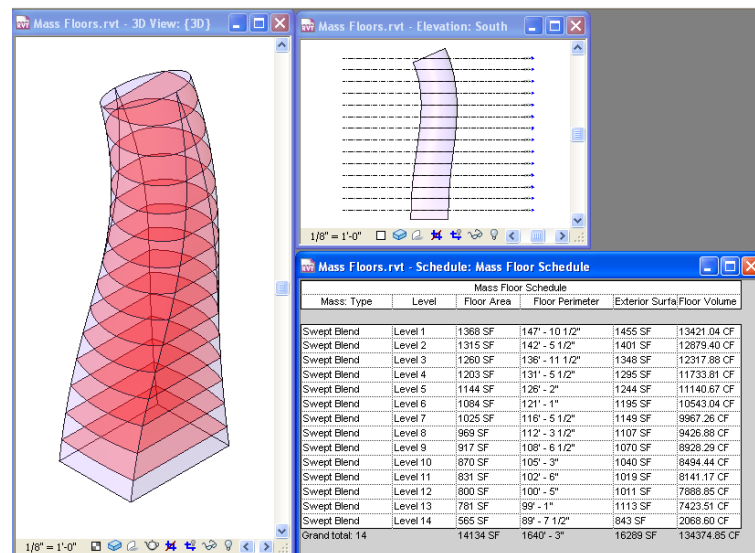 Mass Floors.rvt - 3D View: {3D}
1/8" = 1'-0"
Mass Floors.rvt - Elevation: South
1/8" = 1'-0"
Mass Floors.rvt - Schedule: Mass Floor Schedule
Mass Floor Schedule
Mass: Type Level Floor Area Floor Perimeter Exterior Surfa Floor Volume
Swept Blend Level 1 1368 SF 147' - 10 1/2" 1455 SF 13421.04 CF
Swept Blend Level 2 1315 SF 142' - 5 1/2" 1401 SF 12879.40 CF
Swept Blend Level 3 1260 SF 136' - 11 1/2" 1348 SF 12317.88 CF
Swept Blend Level 4 1203 SF 131' - 5 1/2" 1295 SF 11733.81 CF
Swept Blend Level 5 1144 SF 126' - 2" 1244 SF 11140.67 CF
Swept Blend Level 6 1084 SF 121' - 1" 1195 SF 10543.04 CF
Swept Blend Level 7 1025 SF 116' - 5 1/2" 1149 SF 9967.26 CF
Swept Blend Level 8 969 SF 112' - 3 1/2" 1107 SF 9426.88 CF
Swept Blend Level 9 917 SF 108' - 6 1/2" 1070 SF 8928.29 CF
Swept Blend Level 10 870 SF 105' - 3" 1040 SF 8494.44 CF
Swept Blend Level 11 831 SF 102' - 6" 1019 SF 8141.17 CF
Swept Blend Level 12 800 SF 100' - 5" 1011 SF 7888.85 CF
Swept Blend Level 13 781 SF 99' - 1" 1113 SF 7423.51 CF
Swept Blend Level 14 565 SF 89' - 7 1/2" 843 SF 2068.60 CF
Grand total: 14 14134 SF 1640' - 3" 16289 SF 134374.85 CF